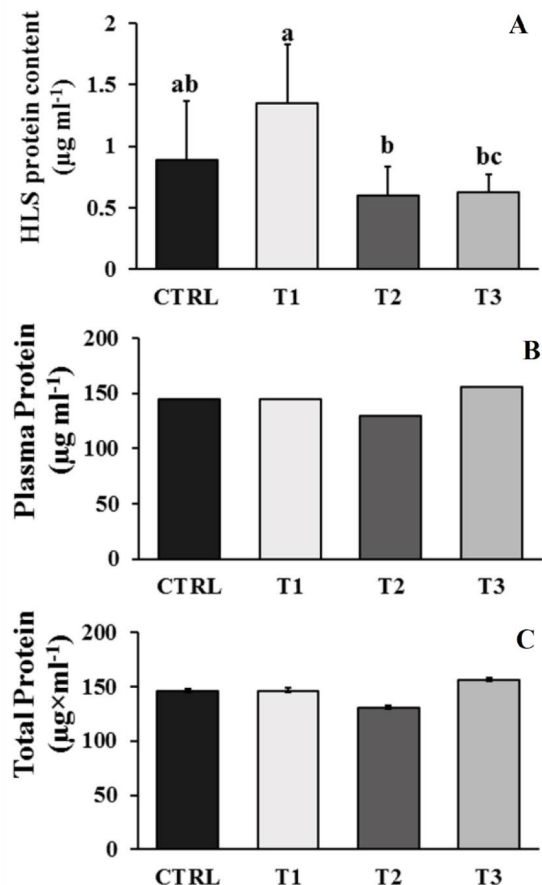 A
HLS protein content
(µg ml⁻¹)
2
1.5
1
0.5
0
ab
a
b
bc
CTRL T1 T2 T3
B
Plasma Protein
(µg ml⁻¹)
200
150
100
50
0
CTRL T1 T2 T3
C
Total Protein
(µg×ml⁻¹)
200
150
100
50
0
CTRL T1 T2 T3